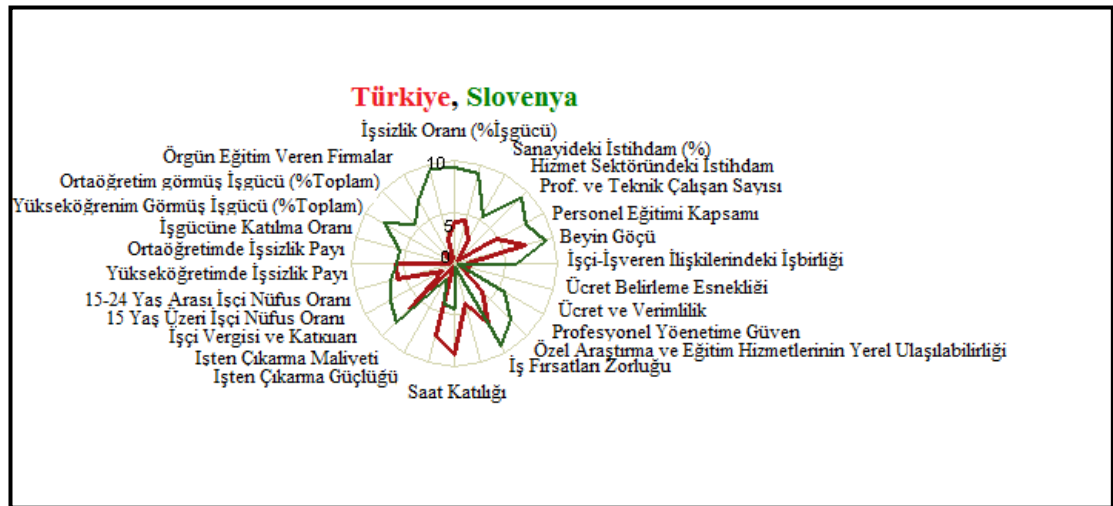 Türkiye, Slovenya
İşsizlik Oranı (%İşgücü)
Sanayideki İstihdam (%)
Hizmet Sektöründeki İstihdam
Prof. ve Teknik Çalışan Sayısı
Personel Eğitimi Kapsamı
Beyin Göçü
İşçi-İşveren İlişkilerindeki İşbirliği
Ücret Belirleme Esnekliği
Ücret ve Verimlilik
Profesyonel Yöenetime Güven
Özel Araştırma ve Eğitim Hizmetlerinin Yerel Ulaşılabilirliği
İş Fırsatları Zorluğu
Saat Katılığı
Işten Çıkarma Güçlüğü
Işten Çıkarma Maliyeti
İşçi Vergisi ve Katkıları
15 Yaş Üzeri İşçi Nüfus Oranı
15-24 Yaş Arası İşçi Nüfus Oranı
Yükseköğretimde İşsizlik Payı
Ortaöğretimde İşsizlik Payı
İşgücüne Katılma Oranı
Yükseköğrenim Görmüş İşgücü (%Toplam)
Ortaöğretim görmüş İşgücü (%Toplam)
Örgün Eğitim Veren Firmalar
10
5
0